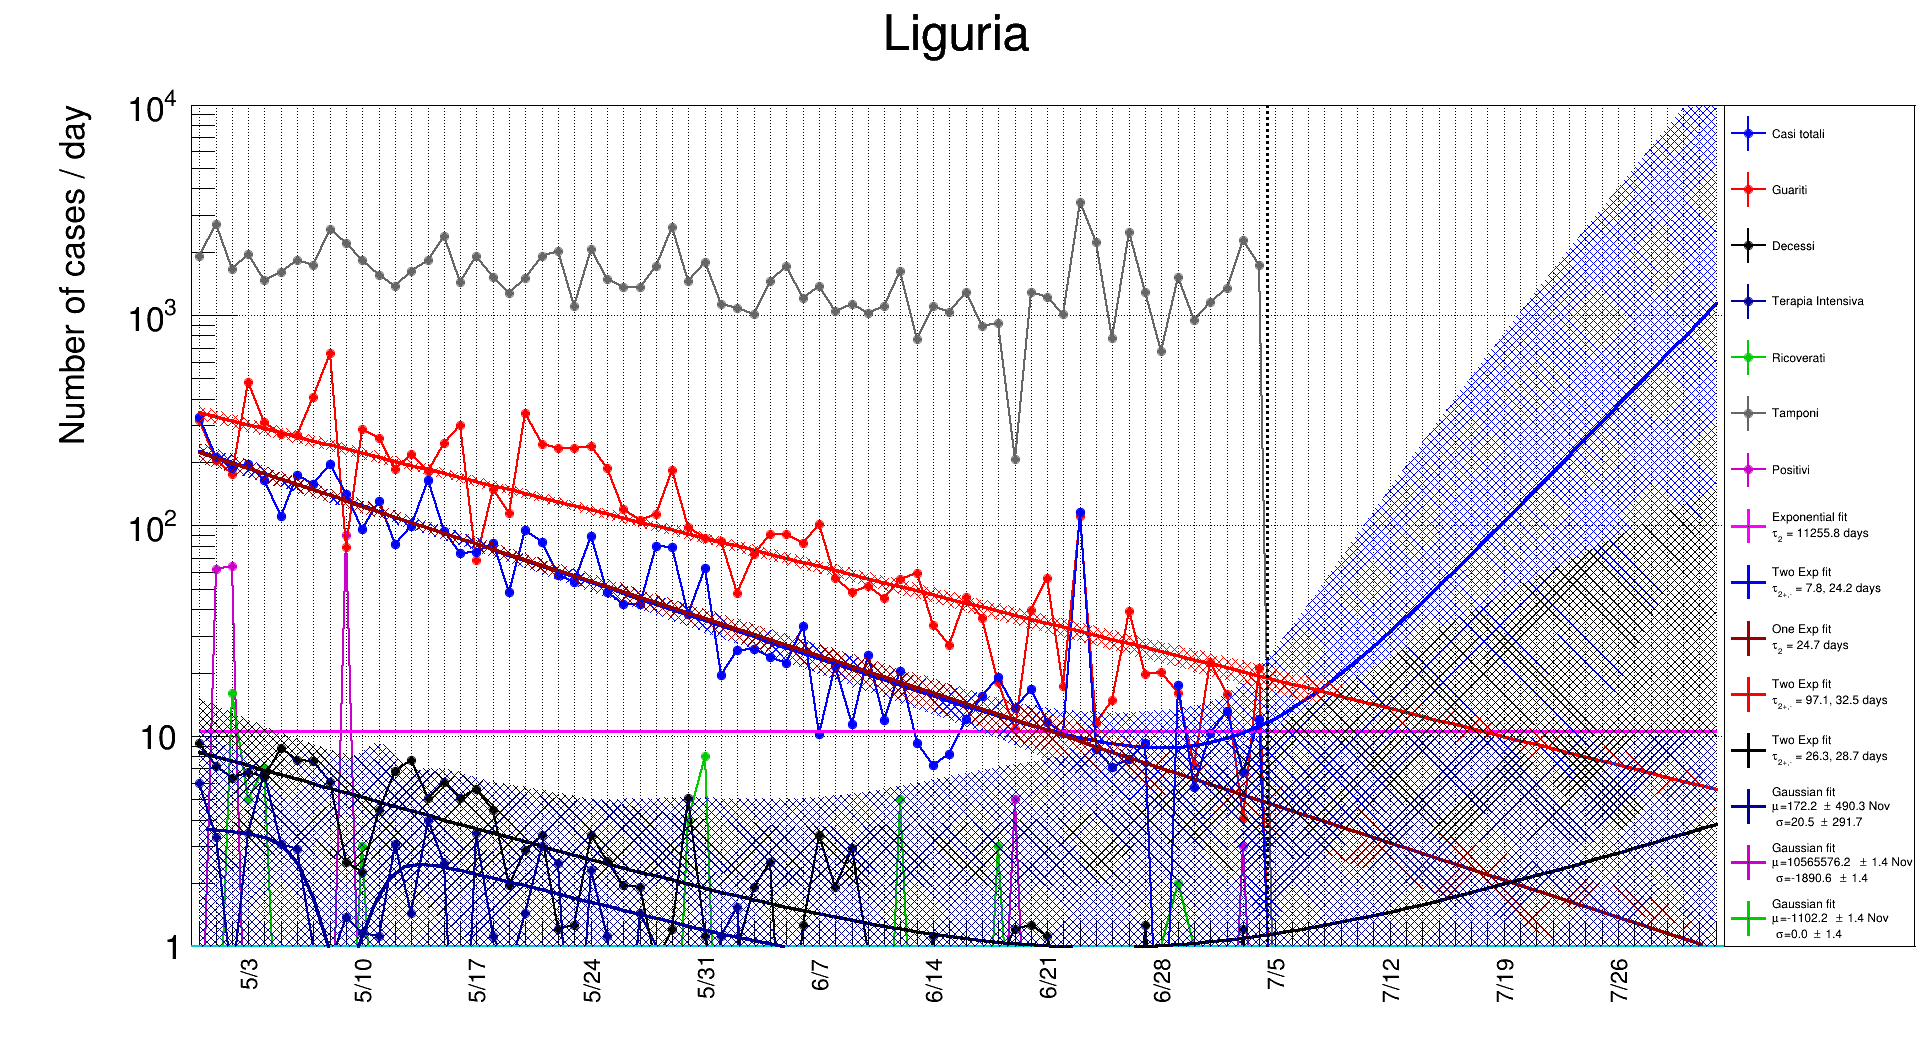 Liguria
Number of cases / day
10^4
10^3
10^2
10
1
5/3
5/10
5/17
5/24
5/31
6/7
6/14
6/21
6/28
7/5
7/12
7/19
7/26
Casi totali
Guariti
Decessi
Terapia Intensiva
Ricoverati
Tamponi
Positivi
Exponential fit
τ2 = 11255.8 days
Two Exp fit
τ2+,- = 7.8, 24.2 days
One Exp fit
τ2 = 24.7 days
Two Exp fit
τ2+,- = 97.1, 32.5 days
Two Exp fit
τ2+,- = 26.3, 28.7 days
Gaussian fit
μ=172.2 ± 490.3 Nov
σ=20.5 ± 291.7
Gaussian fit
μ=10565576.2 ± 1.4 Nov
σ=-1890.6 ± 1.4
Gaussian fit
μ=-1102.2 ± 1.4 Nov
σ=0.0 ± 1.4